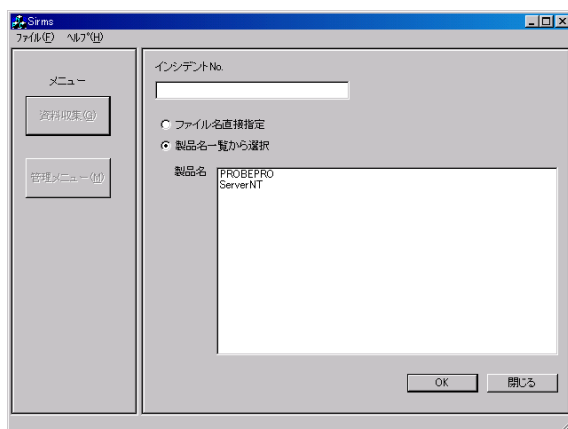 Sirms
ファイル(F) ヘルプ(H)
メニュー
資料収集(G)
管理メニュー(M)
インシデントNo.
ファイル名直接指定
製品名一覧から選択
製品名
PROBEPRO
ServerNT
OK
閉じる